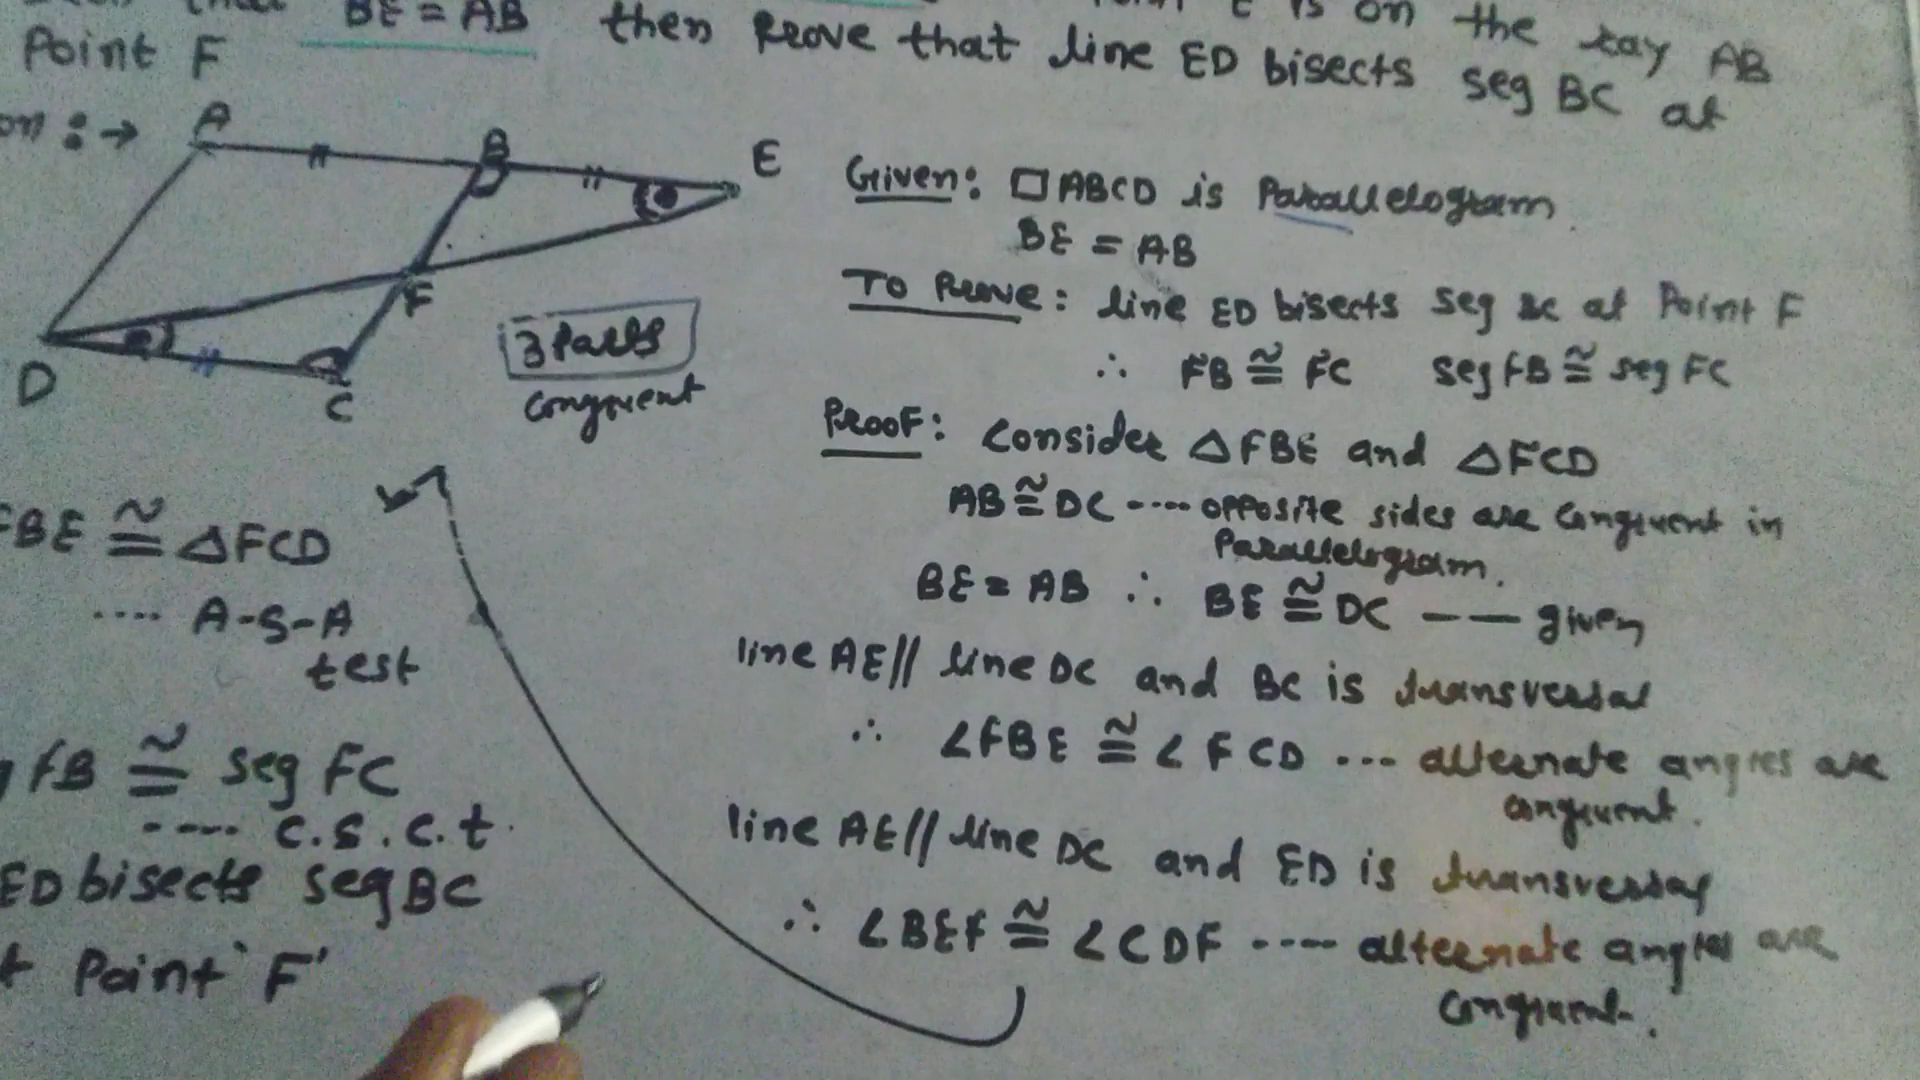 BE = AB then prove that line ED bisects seg BC at
is on the ray AB
Point F
on :→
A
B
E
F
D
C
3 Parts
congruent
Given: □ABCD is Parallelogram.
BE = AB
To Prove: line ED bisects seg BC at Point F
∴ FB ≅ FC seg FB ≅ seg FC
Proof: Consider △FBE and △FCD
AB ≅ DC ---- opposite sides are congruent in
Parallelogram.
BE = AB ∴ BE ≅ DC —— given
line AE // line DC and BC is transversal
∴ ∠FBE ≅ ∠FCD ... alternate angles are
congruent.
line AE // line DC and ED is transversal
∴ ∠BEF ≅ ∠CDF ---- alternate angles are
congruent.
FBE ≅ △FCD
---- A-S-A
test
FB ≅ seg FC
---- c.s.c.t.
ED bisects seg BC
Point 'F'